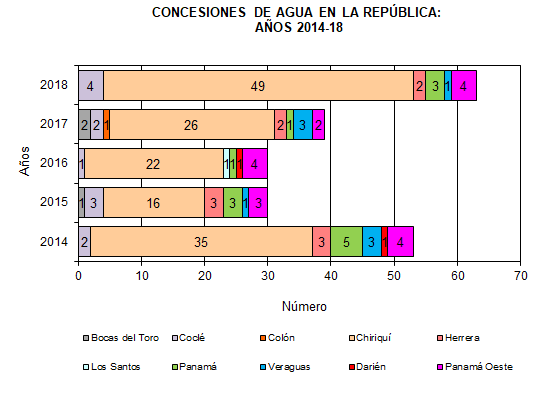 CONCESIONES DE AGUA EN LA REPÚBLICA:
AÑOS 2014-18
Años
2018 4 49 2 3 1 4
2017 2 2 1 26 2 1 3 2
2016 1 22 1 1 1 4
2015 1 3 16 3 3 1 3
2014 2 35 3 5 3 1 4
0 10 20 30 40 50 60 70
Número
Bocas del Toro Coclé Colón Chiriquí Herrera
Los Santos Panamá Veraguas Darién Panamá Oeste